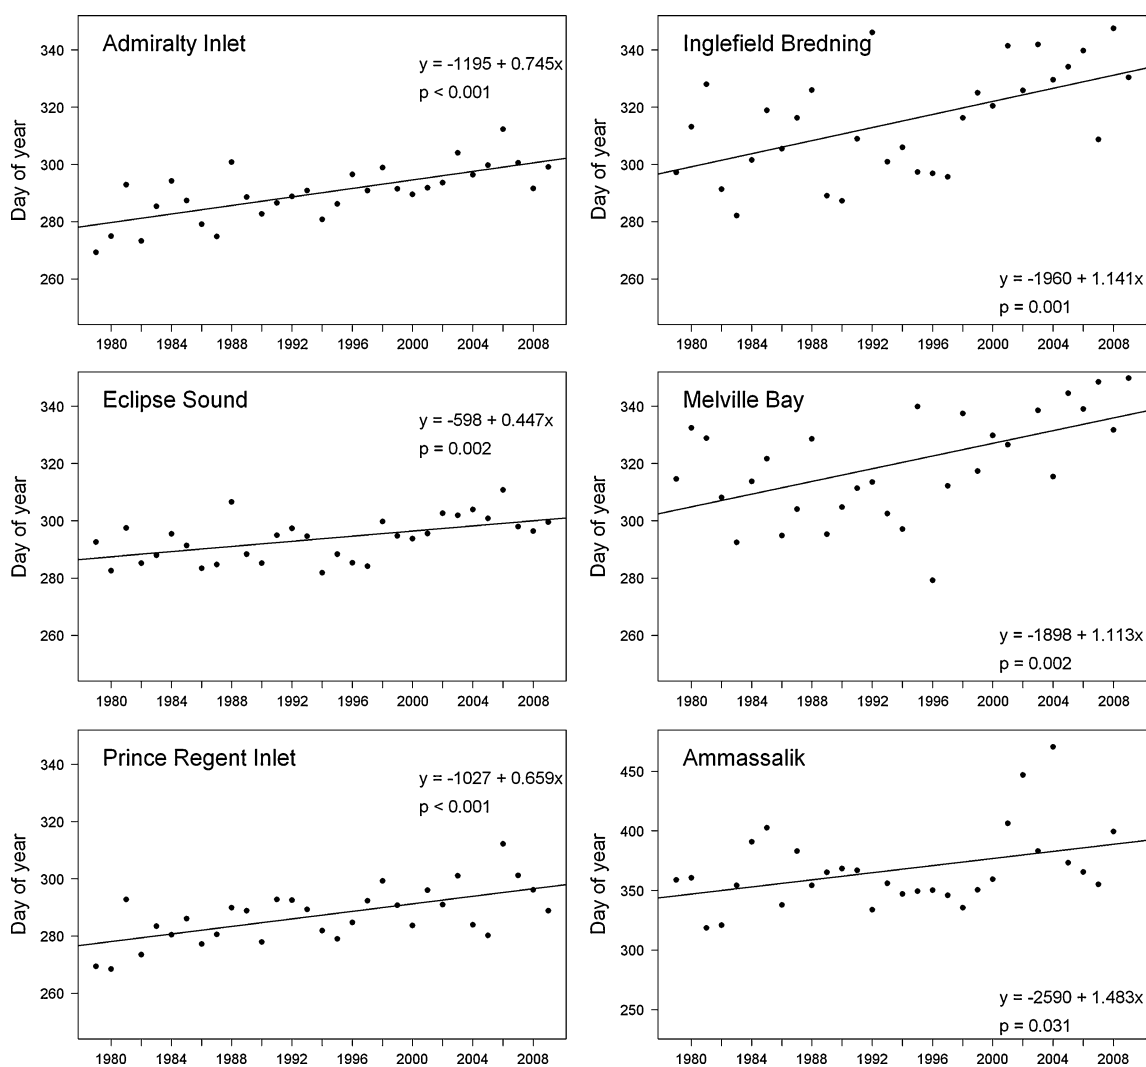 Admiralty Inlet
y = -1195 + 0.745x
p < 0.001
Day of year
340
320
300
280
260
1980 1984 1988 1992 1996 2000 2004 2008
Inglefield Bredning
y = -1960 + 1.141x
p = 0.001
Day of year
340
320
300
280
260
1980 1984 1988 1992 1996 2000 2004 2008
Eclipse Sound
y = -598 + 0.447x
p = 0.002
Day of year
340
320
300
280
260
1980 1984 1988 1992 1996 2000 2004 2008
Melville Bay
y = -1898 + 1.113x
p = 0.002
Day of year
340
320
300
280
260
1980 1984 1988 1992 1996 2000 2004 2008
Prince Regent Inlet
y = -1027 + 0.659x
p < 0.001
Day of year
340
320
300
280
260
1980 1984 1988 1992 1996 2000 2004 2008
Ammassalik
y = -2590 + 1.483x
p = 0.031
Day of year
450
400
350
300
250
1980 1984 1988 1992 1996 2000 2004 2008